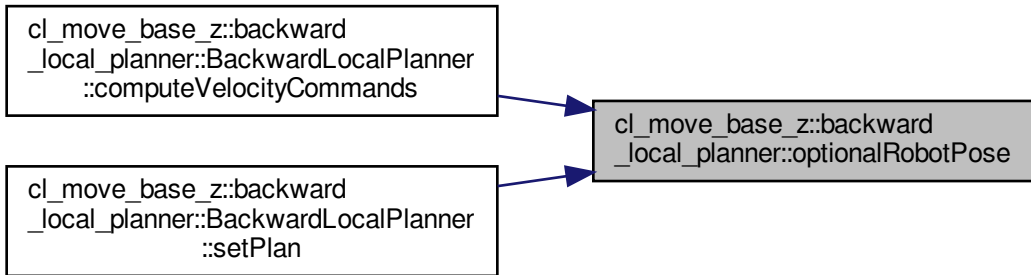 cl_move_base_z::backward
_local_planner::BackwardLocalPlanner
::computeVelocityCommands
cl_move_base_z::backward
_local_planner::optionalRobotPose
cl_move_base_z::backward
_local_planner::BackwardLocalPlanner
::setPlan